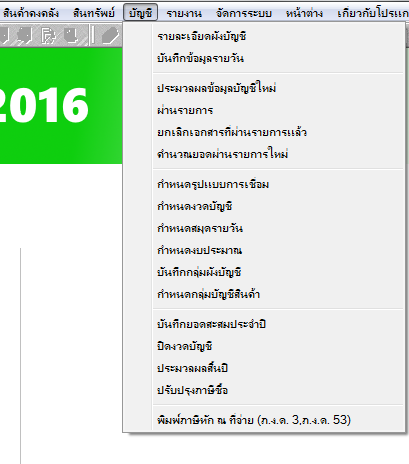 สินค้าคงคลัง สินทรัพย์ บัญชี รายงาน จัดการระบบ หน้าต่าง เกี่ยวกับโปรแก
2016
รายละเอียดผังบัญชี
บันทึกข้อมูลรายวัน
ประมวลผลข้อมูลบัญชีใหม่
ผ่านรายการ
ยกเลิกเอกสารที่ผ่านรายการแล้ว
คำนวณยอดผ่านรายการใหม่
กำหนดรูปแบบการเชื่อม
กำหนดงวดบัญชี
กำหนดสมุดรายวัน
กำหนดงบประมาณ
บันทึกกลุ่มผังบัญชี
กำหนดกลุ่มบัญชีสินค้า
บันทึกยอดสะสมประจำปี
ปิดงวดบัญชี
ประมวลผลสิ้นปี
ปรับปรุงภาษีซื้อ
พิมพ์ภาษีหัก ณ ที่จ่าย (ภ.ง.ด. 3,ภ.ง.ด. 53)